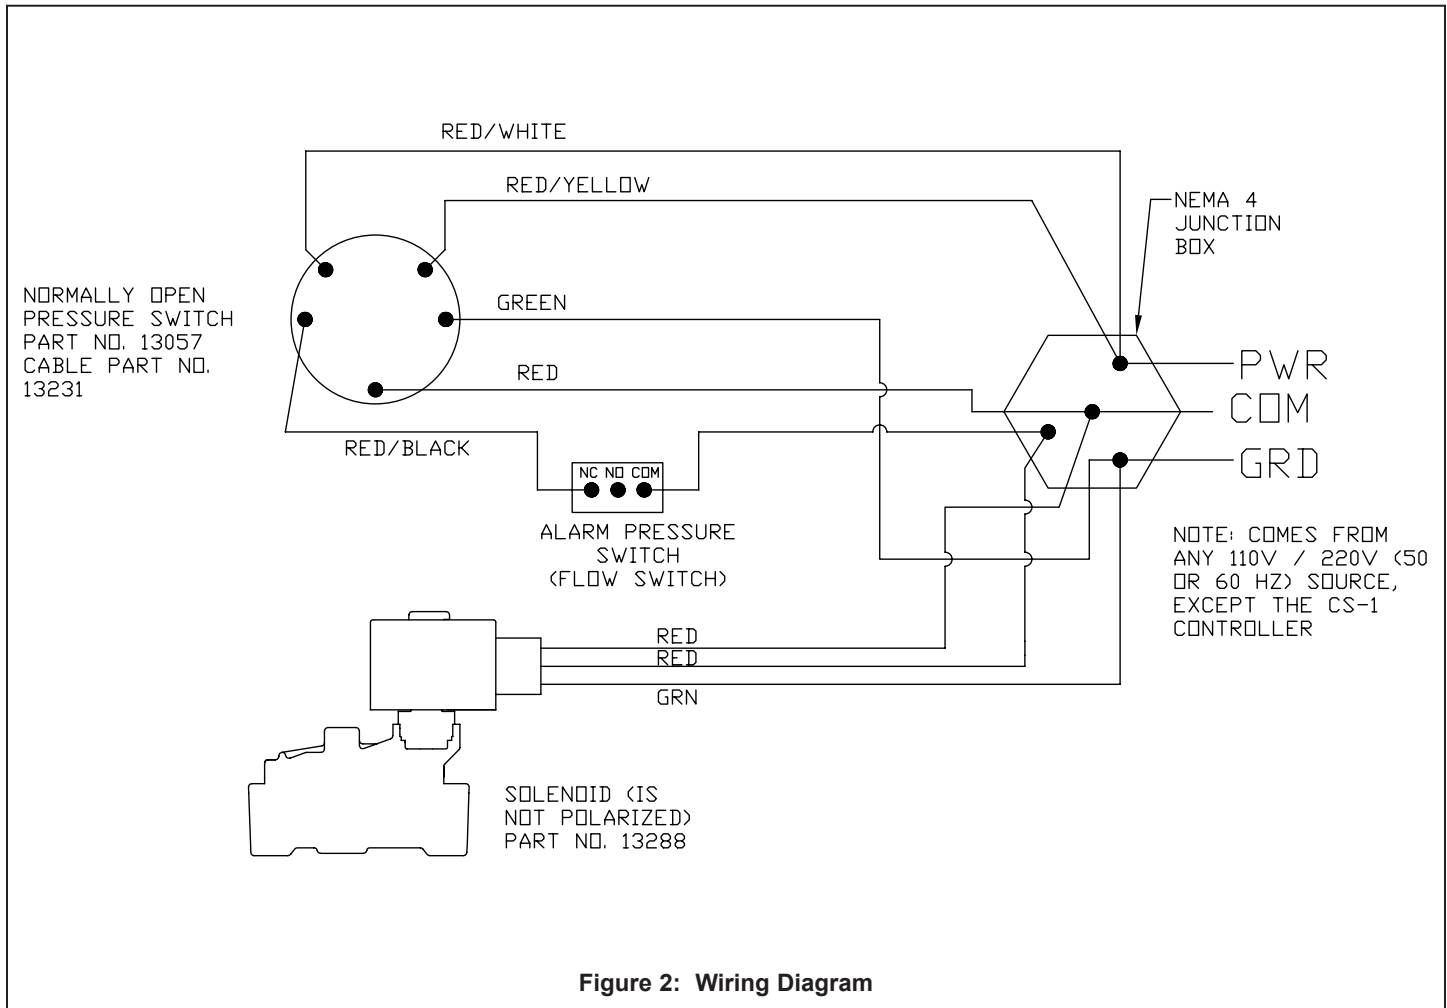 RED/WHITE
RED/YELLOW
NEMA 4
JUNCTION
BOX
NORMALLY OPEN
PRESSURE SWITCH
PART NO. 13057
CABLE PART NO.
13231
GREEN
RED
RED/BLACK
PWR
COM
GRD
NC NO COM
ALARM PRESSURE
SWITCH
(FLOW SWITCH)
NOTE: COMES FROM
ANY 110V / 220V (50
OR 60 HZ) SOURCE,
EXCEPT THE CS-1
CONTROLLER
RED
RED
GRN
SOLENOID (IS
NOT POLARIZED)
PART NO. 13288
Figure 2: Wiring Diagram